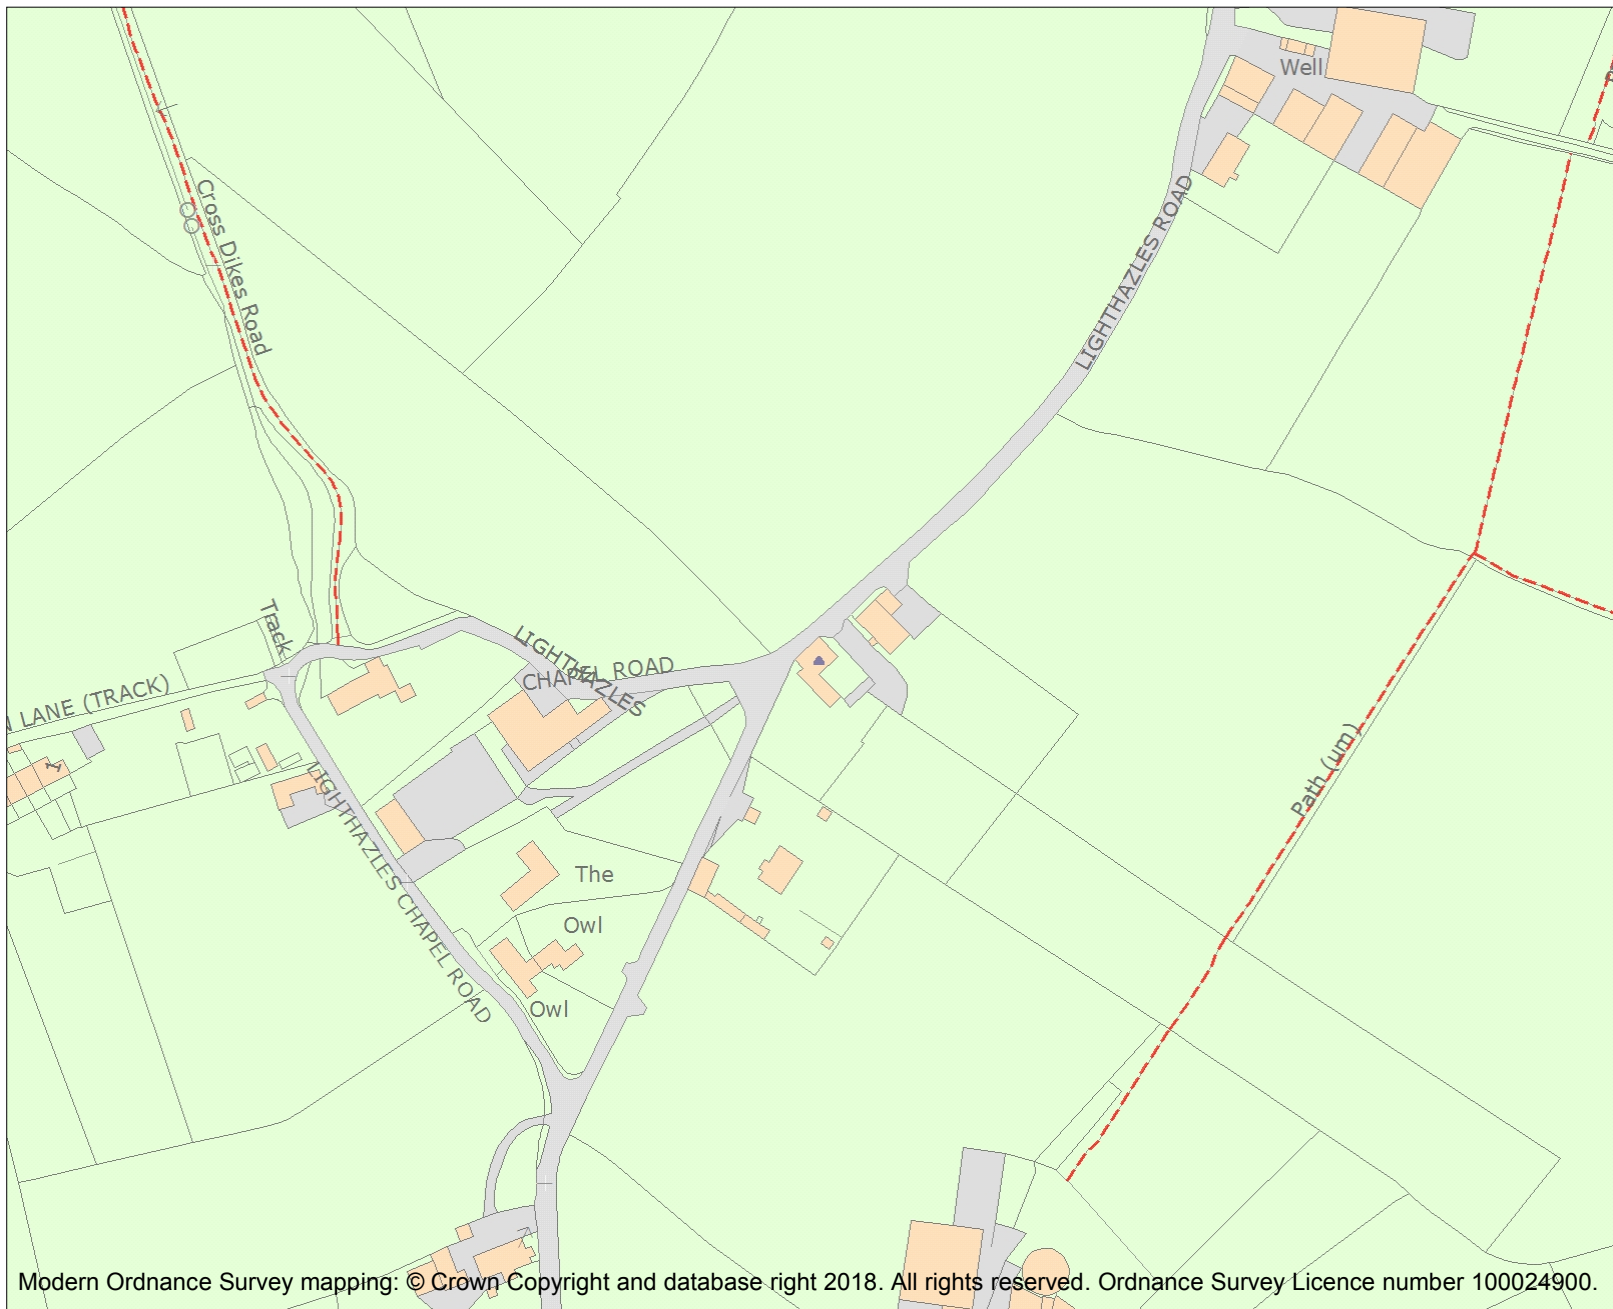 Well
Cross Dikes Road
LIGHTHAZLES ROAD
Track
LIGHTHAZLES
CHAPEL ROAD
N LANE (TRACK)
1
LIGHTHAZLES CHAPEL ROAD
Path (um)
The
Owl
Owl
Modern Ordnance Survey mapping: © Crown Copyright and database right 2018. All rights reserved. Ordnance Survey Licence number 100024900.